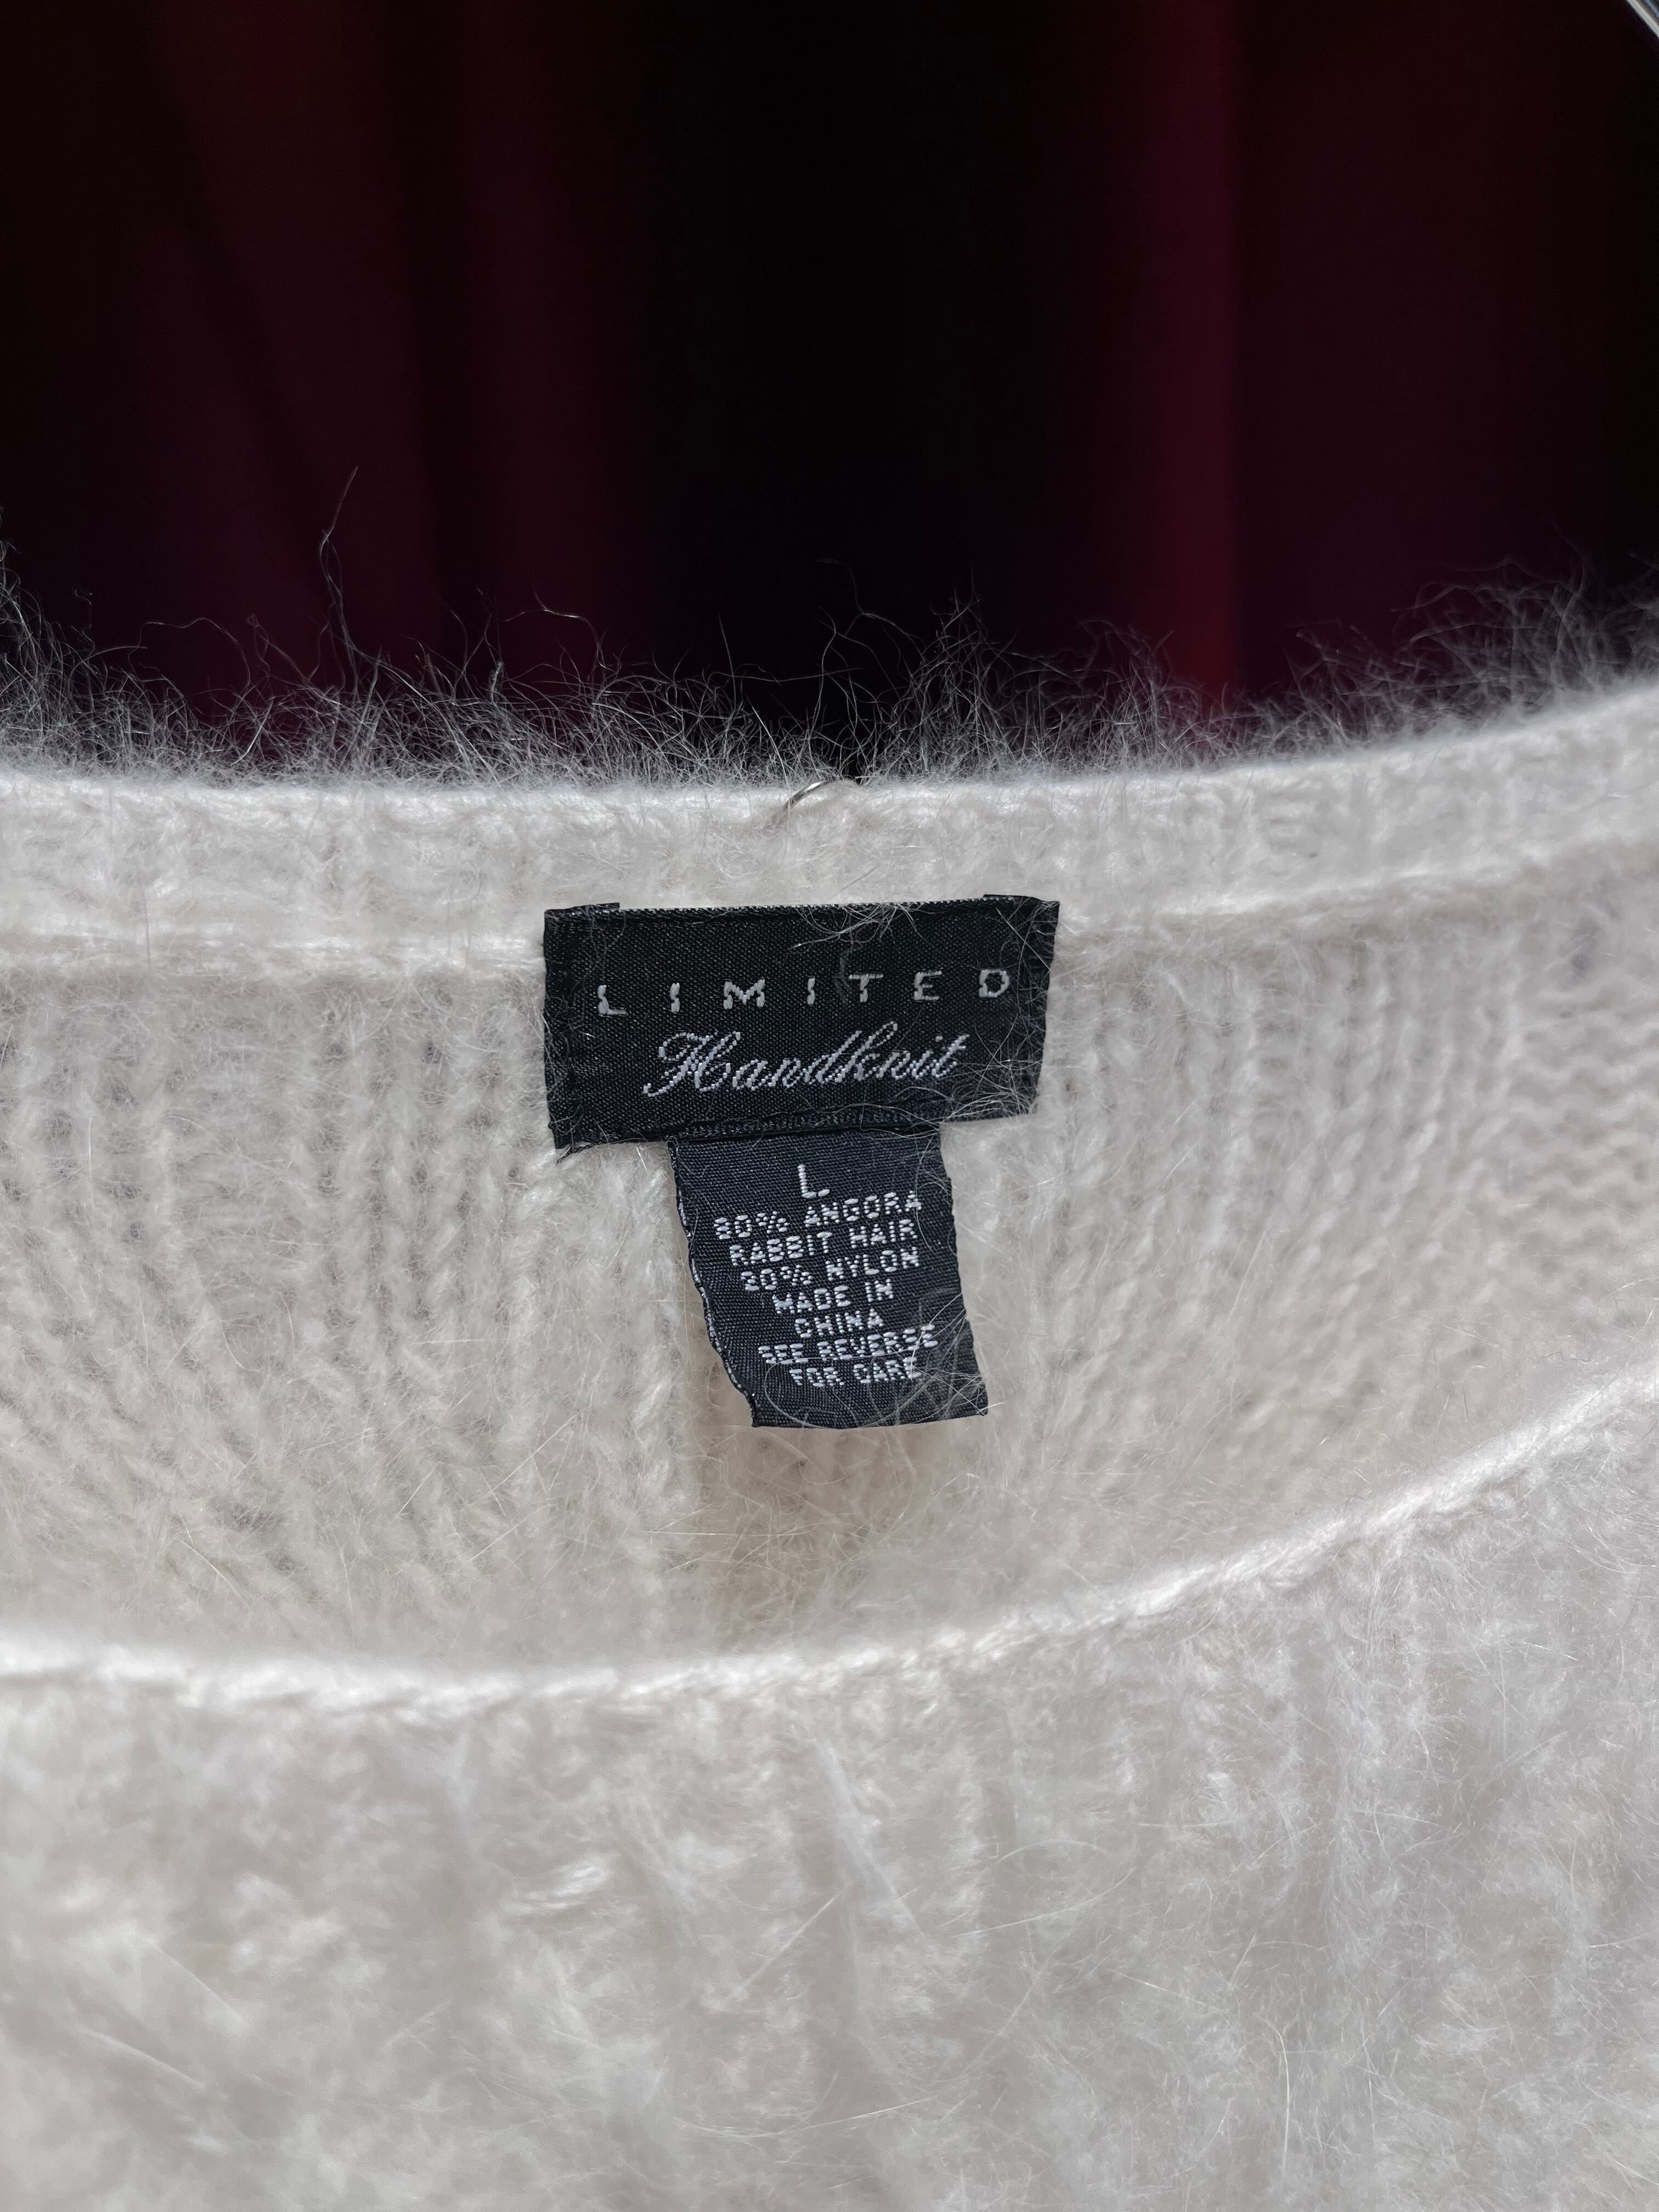 LIMITED
Handknit
L
80% ANGORA
RABBIT HAIR
20% NYLON
MADE IN
CHINA
SEE REVERSE
FOR CARE